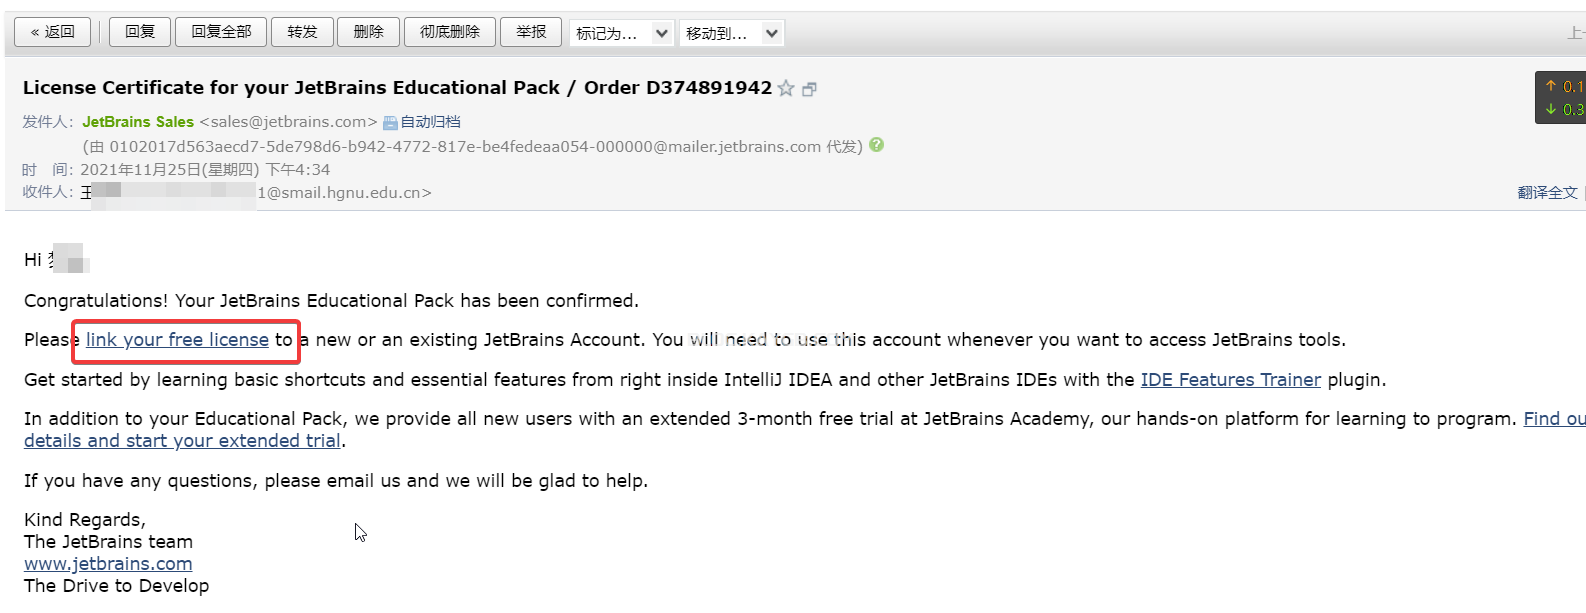 « 返回 回复 回复全部 转发 删除 彻底删除 举报 标记为... 移动到...
License Certificate for your JetBrains Educational Pack / Order D374891942
发件人： JetBrains Sales <sales@jetbrains.com> 自动归档
(由 0102017d563aecd7-5de798d6-b942-4772-817e-be4fedeaa054-000000@mailer.jetbrains.com 代发)
时 间： 2021年11月25日(星期四) 下午4:34
收件人： 王 1@smail.hgnu.edu.cn>
翻译全文
↑ 0.1
↓ 0.3
Hi
Congratulations! Your JetBrains Educational Pack has been confirmed.
Please link your free license to a new or an existing JetBrains Account. You will need to use this account whenever you want to access JetBrains tools.
Get started by learning basic shortcuts and essential features from right inside IntelliJ IDEA and other JetBrains IDEs with the IDE Features Trainer plugin.
In addition to your Educational Pack, we provide all new users with an extended 3-month free trial at JetBrains Academy, our hands-on platform for learning to program. Find ou
details and start your extended trial.
If you have any questions, please email us and we will be glad to help.
Kind Regards,
The JetBrains team
www.jetbrains.com
The Drive to Develop